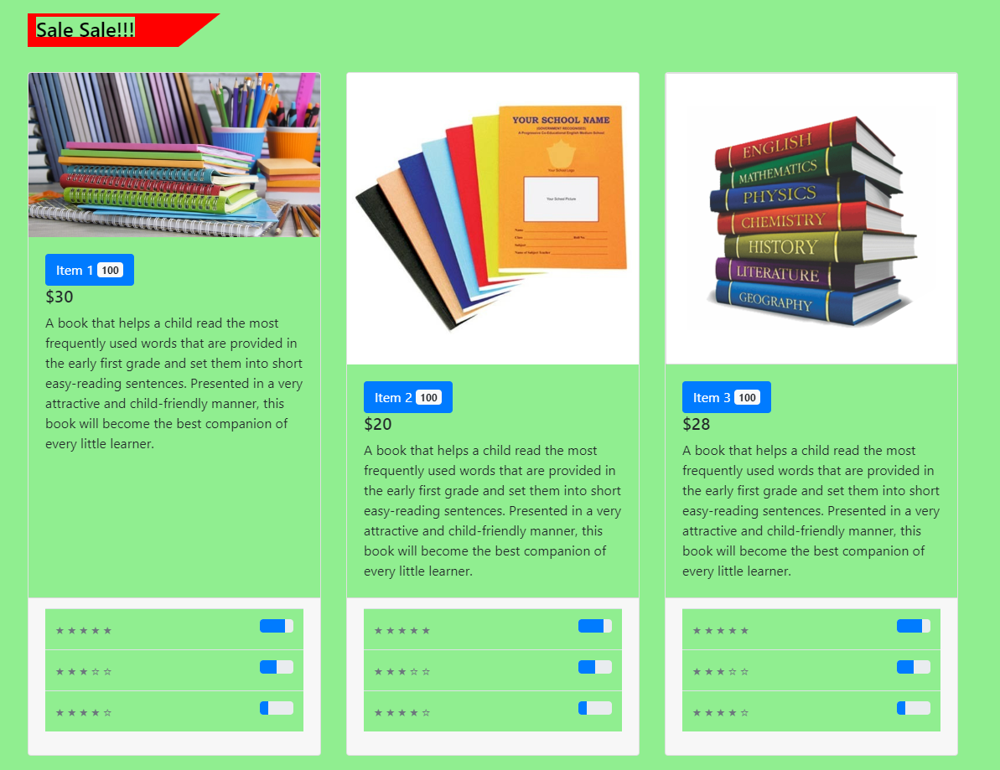 Sale Sale!!!
YOUR SCHOOL NAME
(GOVERNMENT RECOGNISED)
A Progressive Co-Educational English Medium School
Your School Logo
Your School Picture
Name
Class Roll No.
Subject
Name of Subject Teacher
ENGLISH
MATHEMATICS
PHYSICS
CHEMISTRY
HISTORY
LITERATURE
GEOGRAPHY
Item 1 100
$30
A book that helps a child read the most
frequently used words that are provided in
the early first grade and set them into short
easy-reading sentences. Presented in a very
attractive and child-friendly manner, this
book will become the best companion of
every little learner.
★ ★ ★ ★ ★
★ ★ ★ ☆ ☆
★ ★ ★ ★ ☆
Item 2 100
$20
A book that helps a child read the most
frequently used words that are provided in
the early first grade and set them into short
easy-reading sentences. Presented in a very
attractive and child-friendly manner, this
book will become the best companion of
every little learner.
★ ★ ★ ★ ★
★ ★ ★ ☆ ☆
★ ★ ★ ★ ☆
Item 3 100
$28
A book that helps a child read the most
frequently used words that are provided in
the early first grade and set them into short
easy-reading sentences. Presented in a very
attractive and child-friendly manner, this
book will become the best companion of
every little learner.
★ ★ ★ ★ ★
★ ★ ★ ☆ ☆
★ ★ ★ ★ ☆